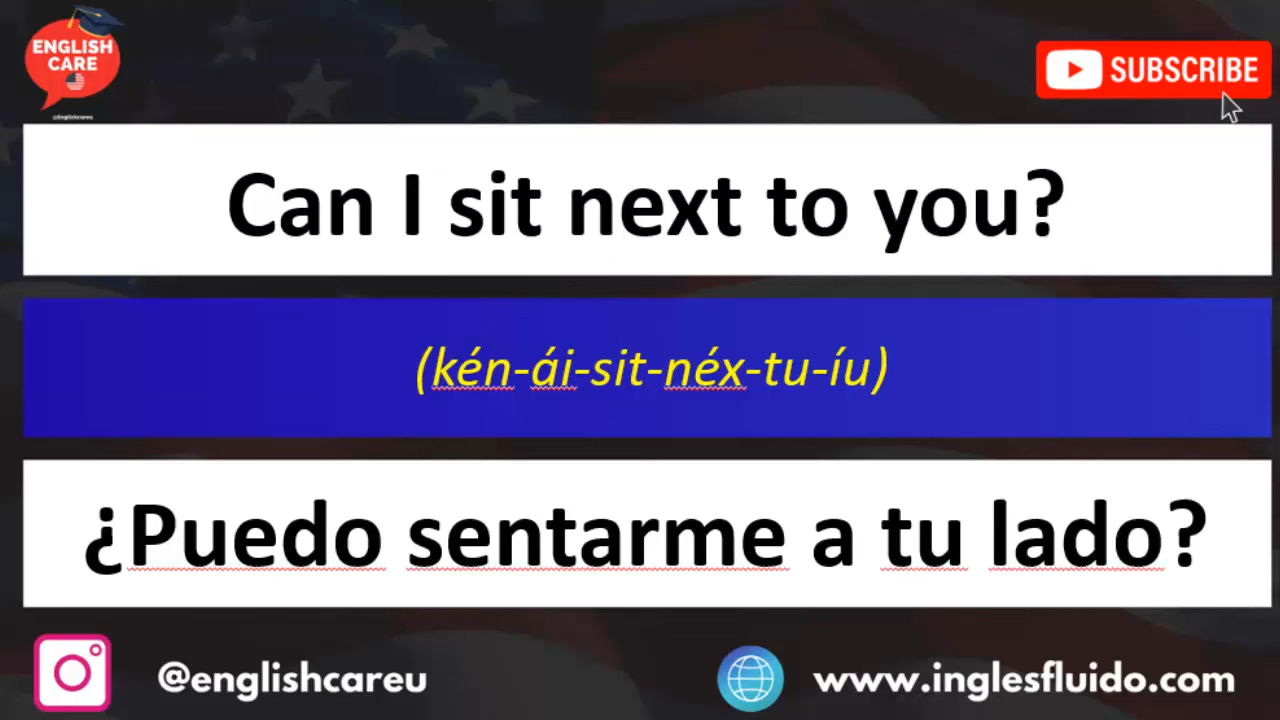 ENGLISH
CARE
@Englishcareu
SUBSCRIBE
Can I sit next to you?
(kén-ái-sit-néx-tu-íu)
¿Puedo sentarme a tu lado?
@englishcareu
www.inglesfluido.com